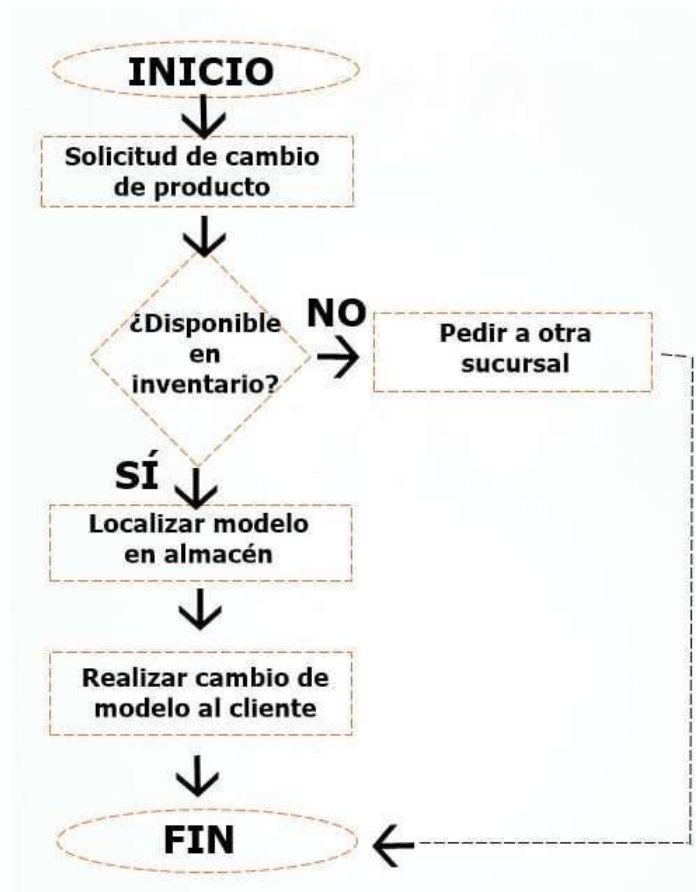 INICIO
Solicitud de cambio
de producto
¿Disponible
en
inventario?
NO
Pedir a otra
sucursal
SÍ
Localizar modelo
en almacén
Realizar cambio de
modelo al cliente
FIN